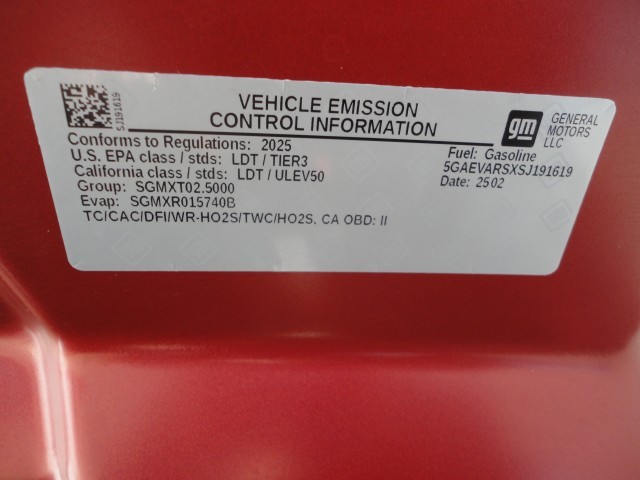 SJ191619
VEHICLE EMISSION
CONTROL INFORMATION
gm
GENERAL
MOTORS
LLC
Conforms to Regulations: 2025
U.S. EPA class / stds: LDT / TIER3
California class / stds: LDT / ULEV50
Group: SGMXT02.5000
Evap: SGMXR015740B
TC/CAC/DFI/WR-HO2S/TWC/HO2S, CA OBD: II
Fuel: Gasoline
5GAEVARSXSJ191619
Date: 2502